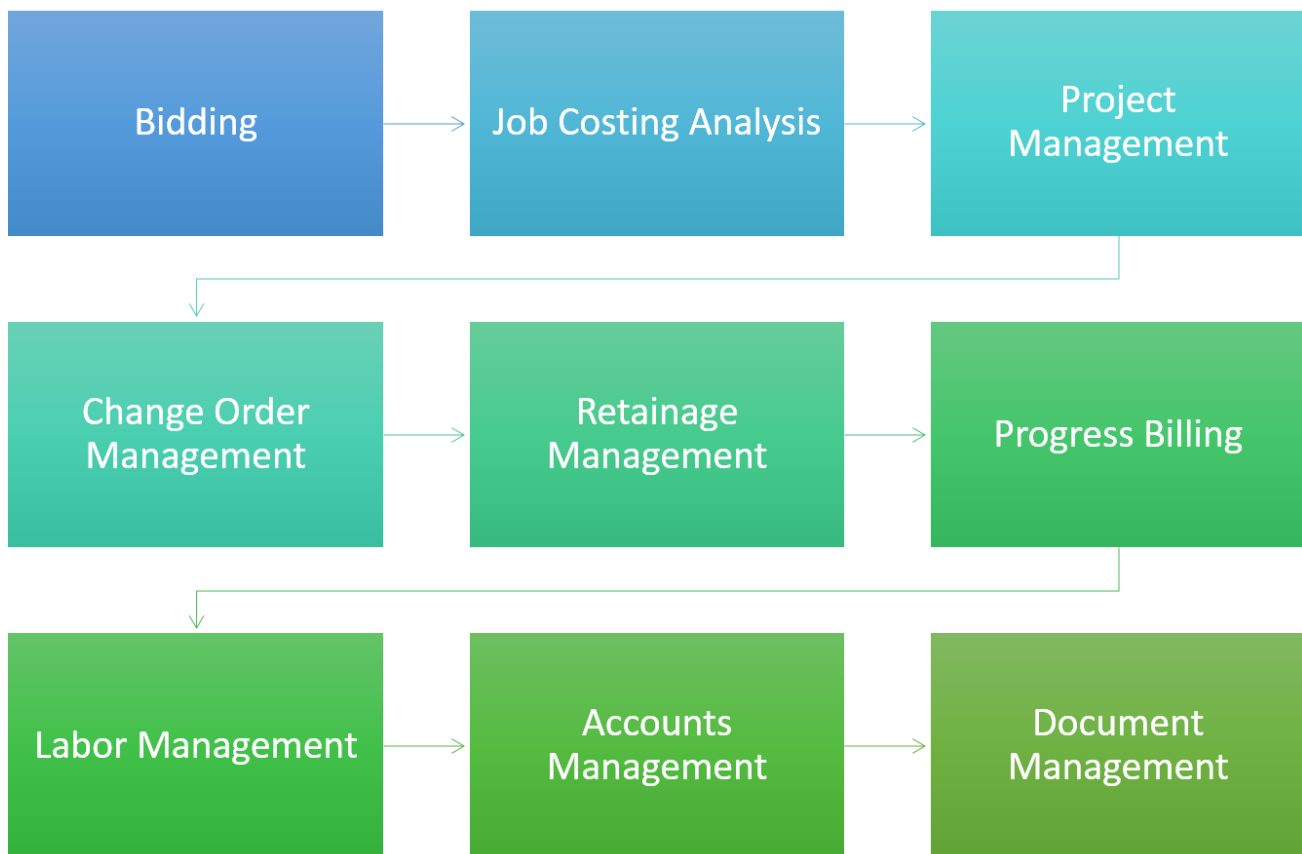 Bidding
Job Costing Analysis
Project
Management
Change Order
Management
Retainage
Management
Progress Billing
Labor Management
Accounts
Management
Document
Management